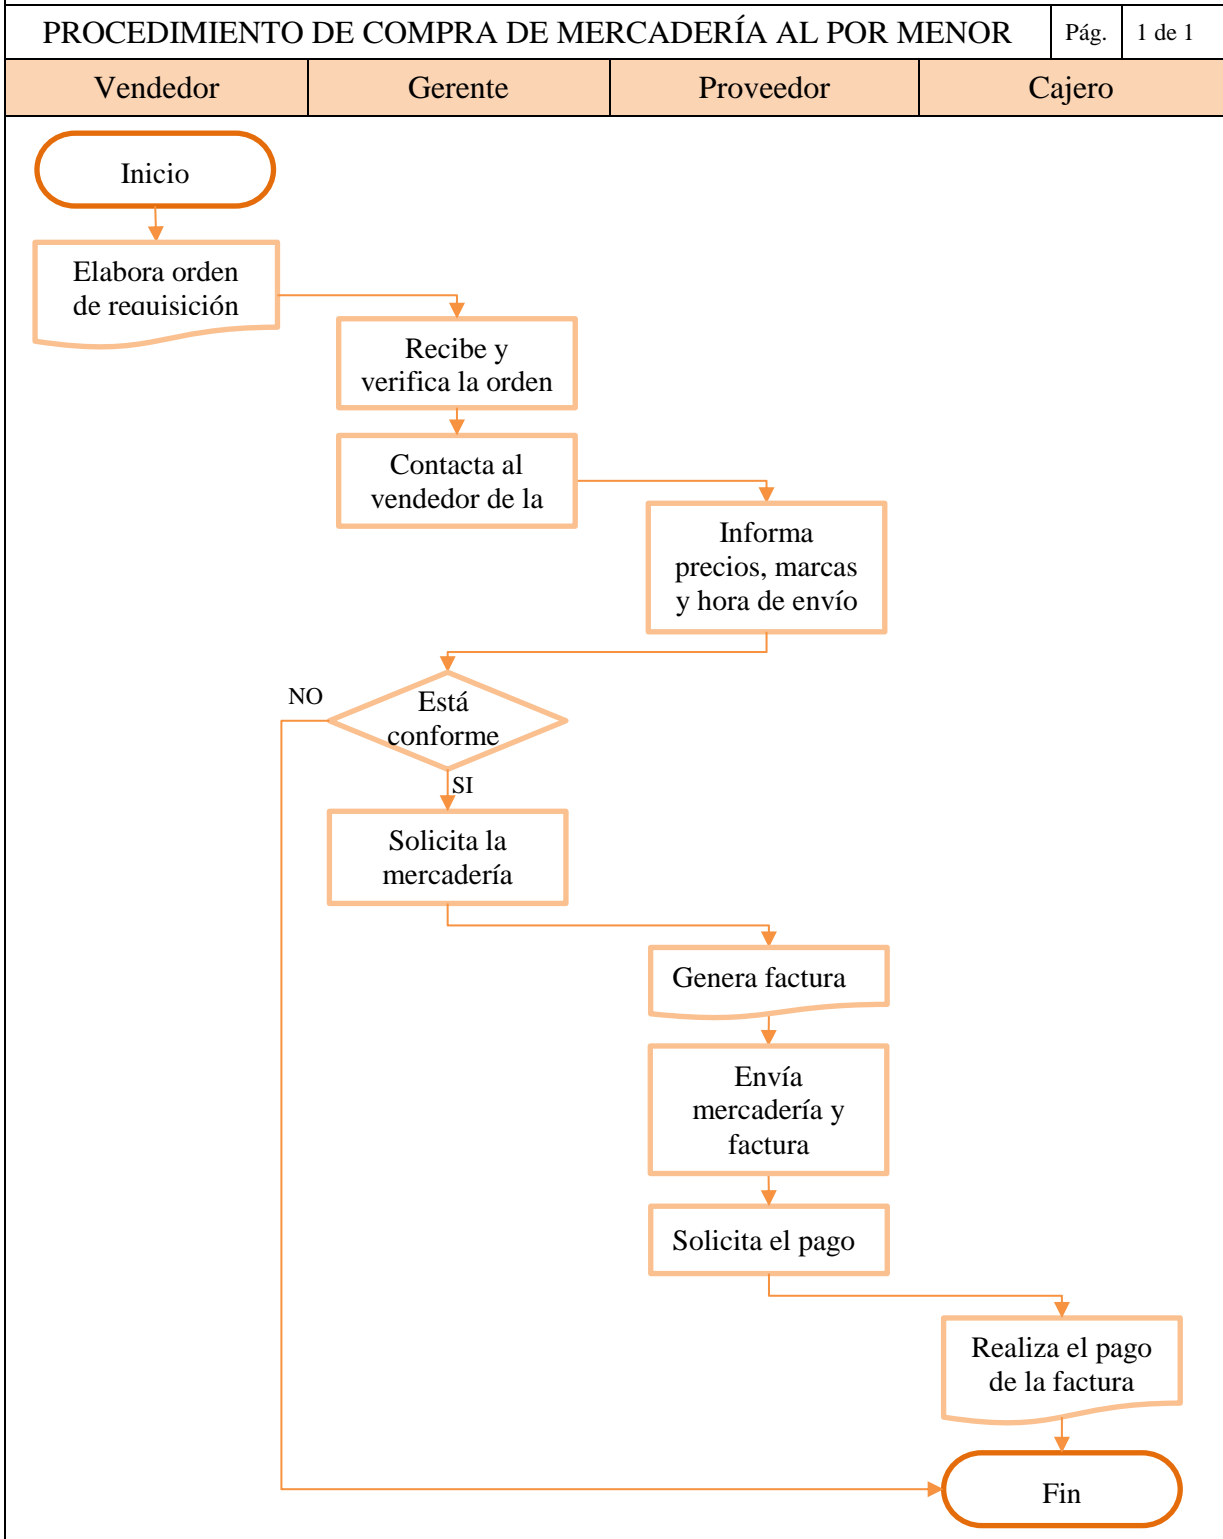 PROCEDIMIENTO DE COMPRA DE MERCADERÍA AL POR MENOR
Pág.
1 de 1
Vendedor
Gerente
Proveedor
Cajero
Inicio
Elabora orden
de requisición
Recibe y
verifica la orden
Contacta al
vendedor de la
Informa
precios, marcas
y hora de envío
NO
Está
conforme
SI
Solicita la
mercadería
Genera factura
Envía
mercadería y
factura
Solicita el pago
Realiza el pago
de la factura
Fin